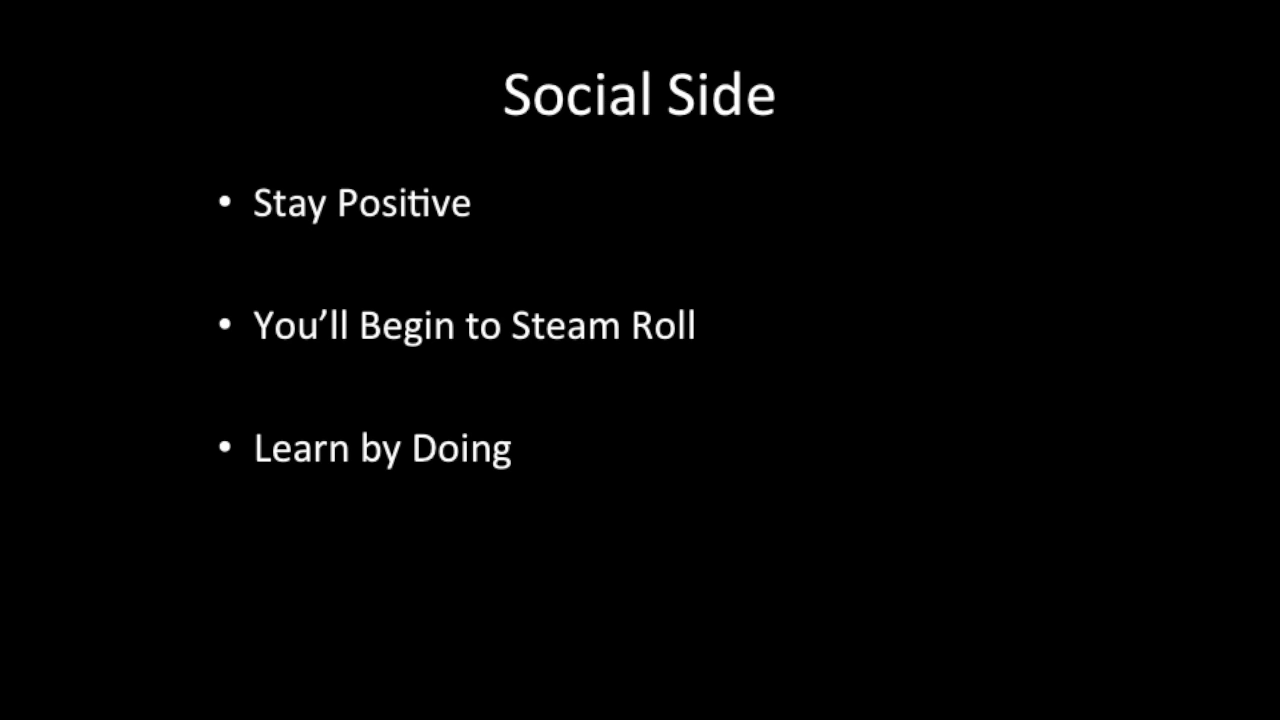 Social Side
• Stay Positive
• You’ll Begin to Steam Roll
• Learn by Doing